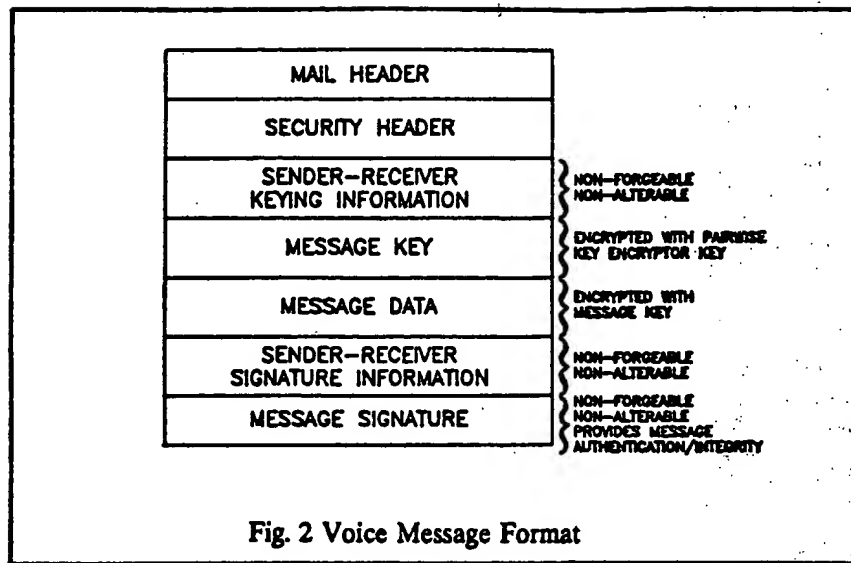 MAIL HEADER
SECURITY HEADER
SENDER-RECEIVER
KEYING INFORMATION
NON-FORGEABLE
NON-ALTERABLE
MESSAGE KEY
ENCRYPTED WITH PAIRWISE
KEY ENCRYPTOR KEY
MESSAGE DATA
ENCRYPTED WITH
MESSAGE KEY
SENDER-RECEIVER
SIGNATURE INFORMATION
NON-FORGEABLE
NON-ALTERABLE
MESSAGE SIGNATURE
NON-FORGEABLE
NON-ALTERABLE
PROVIDES MESSAGE
AUTHENTICATION/INTEGRITY
Fig. 2 Voice Message Format